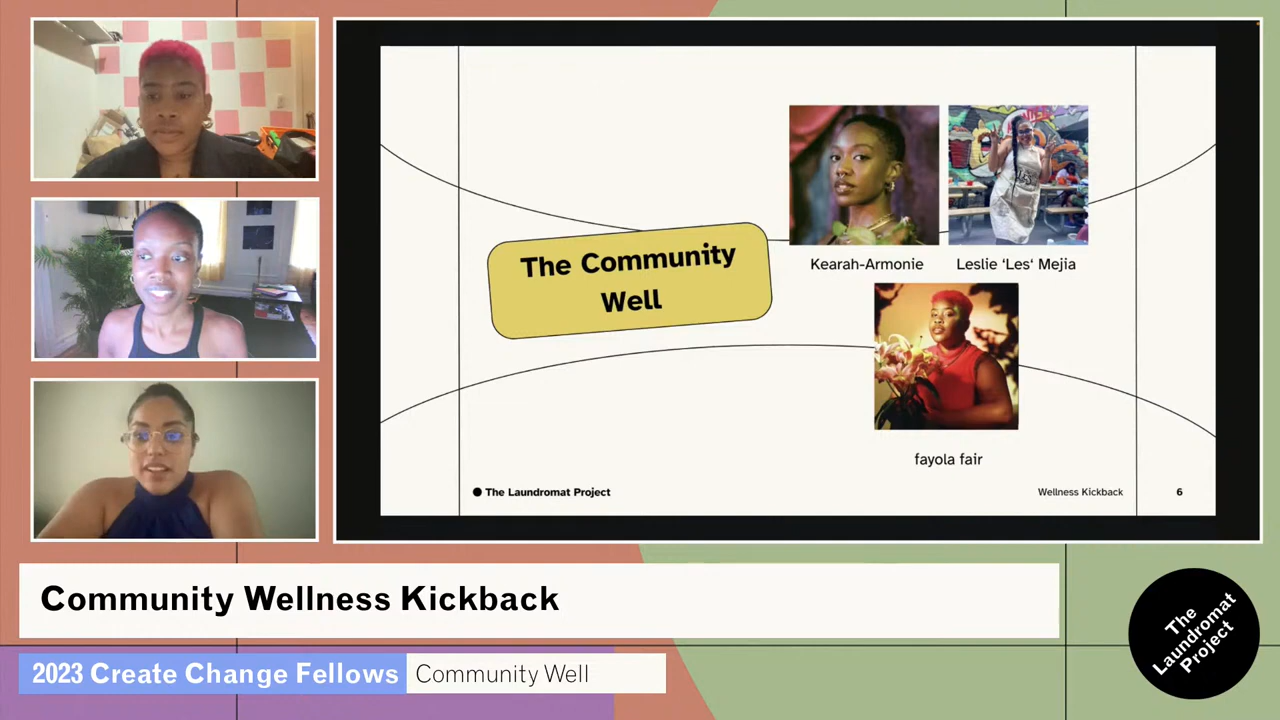 The Community
Well
Kearah-Armonie
Leslie ‘Les‘ Mejia
fayola fair
The Laundromat Project
Wellness Kickback
6
Community Wellness Kickback
2023 Create Change Fellows
Community Well
The
Laundromat
Project